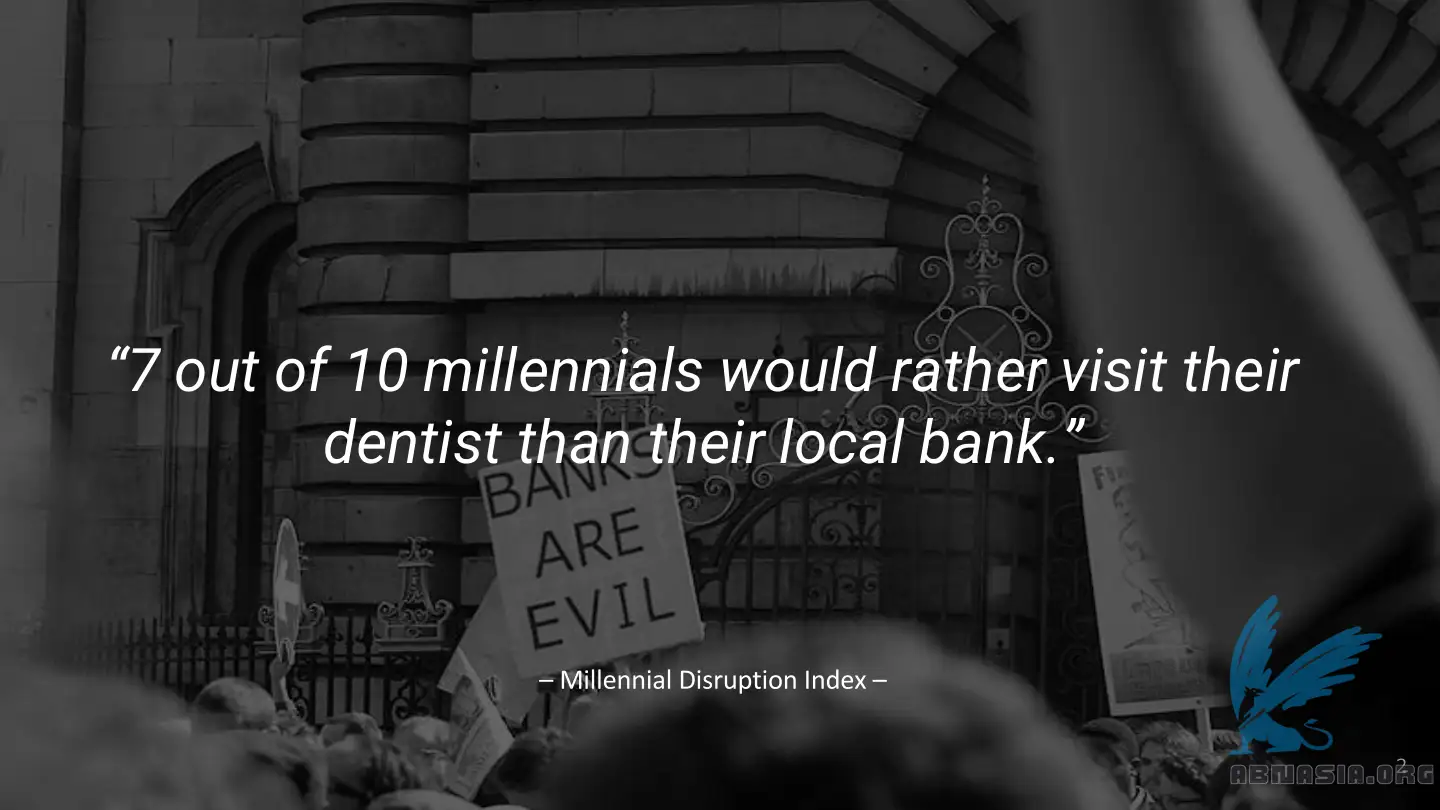 “7 out of 10 millennials would rather visit their
dentist than their local bank.”
BANKS
ARE
EVIL
– Millennial Disruption Index –
2
ABMASIA.ORG